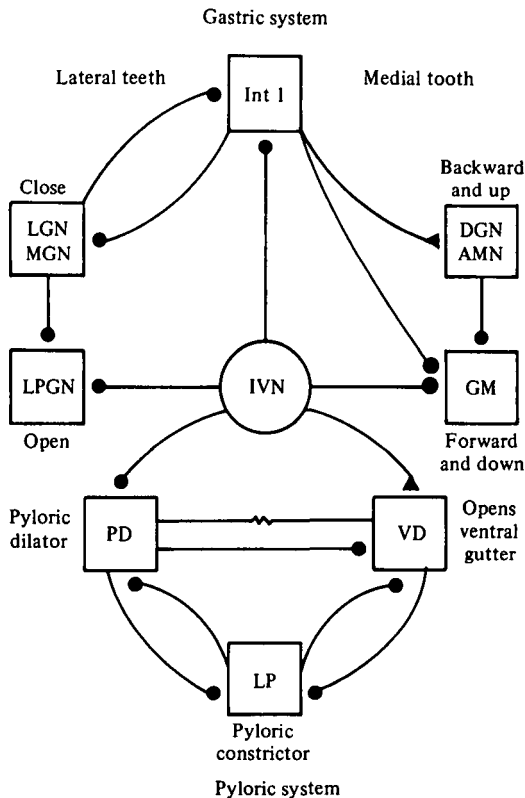 Gastric system
Lateral teeth
Int 1
Medial tooth
Close
Backward
and up
LGN
MGN
DGN
AMN
LPGN
IVN
GM
Open
Forward
and down
Pyloric
dilator
PD
VD
Opens
ventral
gutter
LP
Pyloric
constrictor
Pyloric system